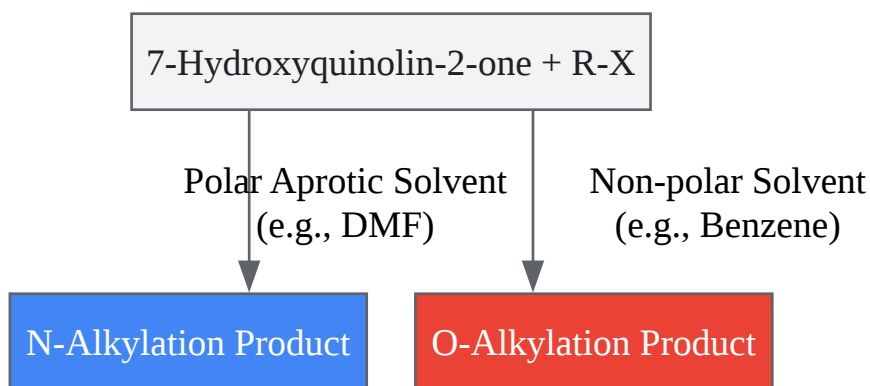 7-Hydroxyquinolin-2-one + R-X
Polar Aprotic Solvent
(e.g., DMF)
Non-polar Solvent
(e.g., Benzene)
N-Alkylation Product
O-Alkylation Product